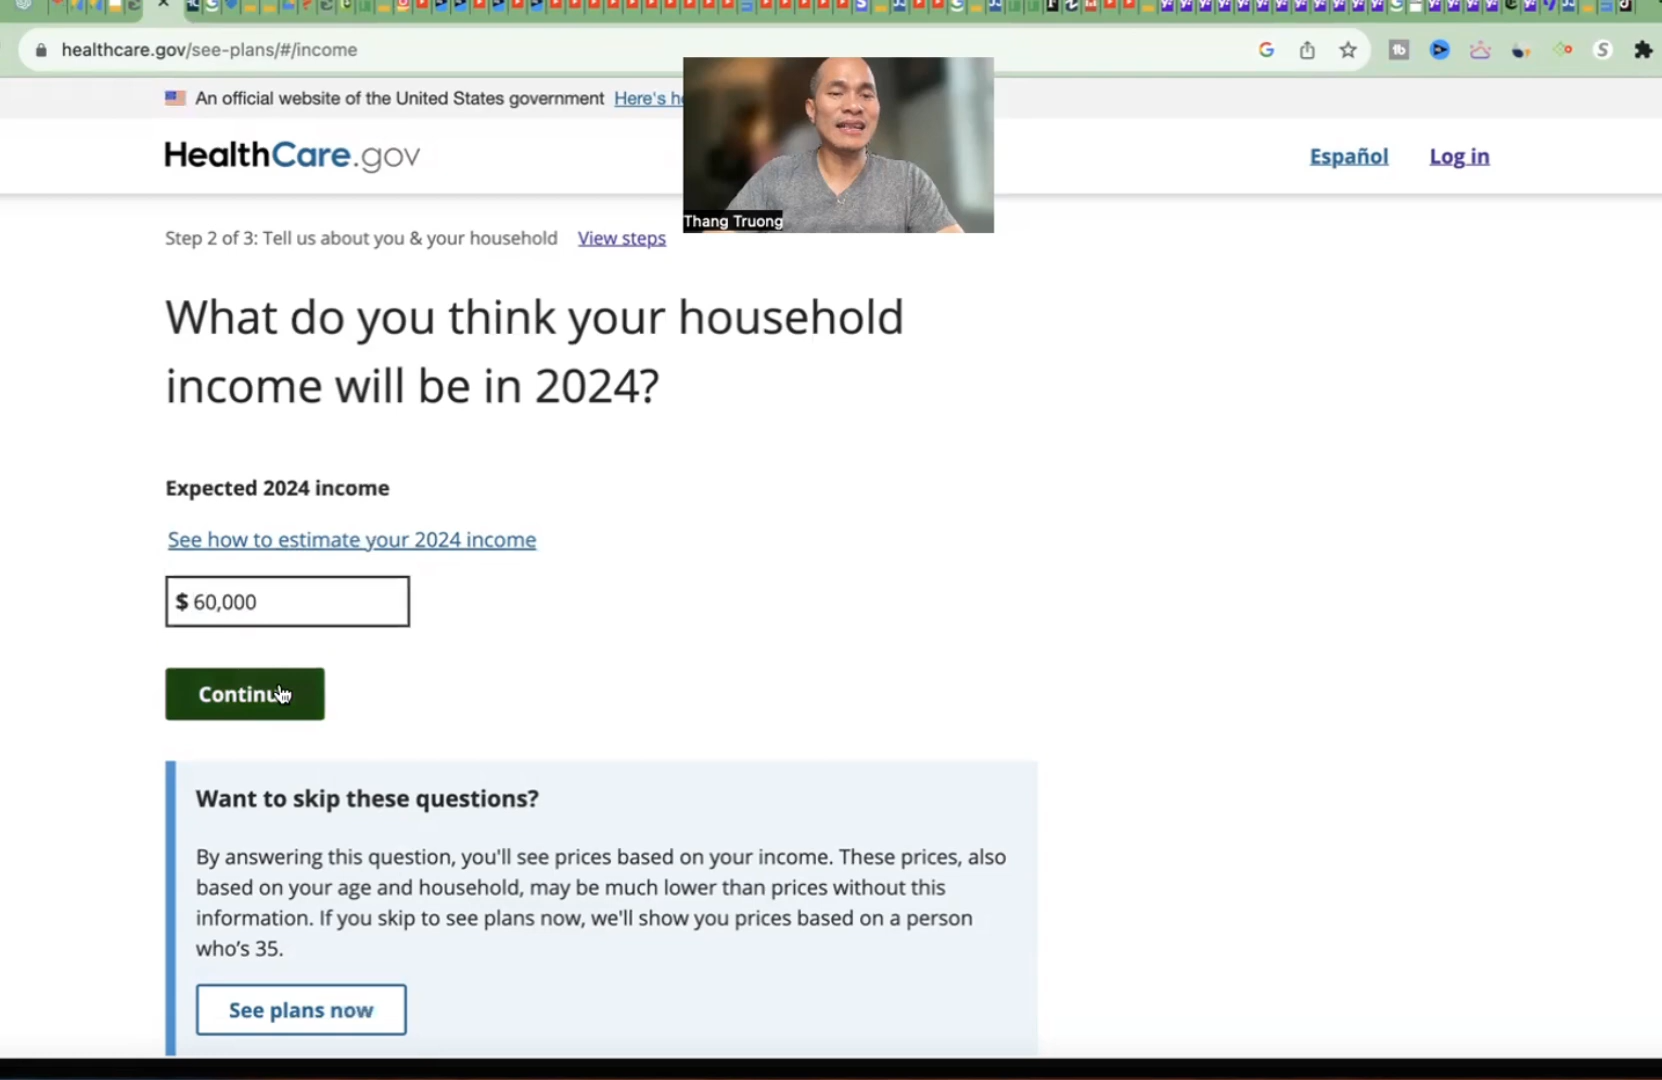 healthcare.gov/see-plans/#/income
An official website of the United States government Here's h
HealthCare.gov
Español Log in
Thang Truong
Step 2 of 3: Tell us about you & your household View steps
What do you think your household
income will be in 2024?
Expected 2024 income
See how to estimate your 2024 income
$ 60,000
Continu
Want to skip these questions?
By answering this question, you'll see prices based on your income. These prices, also
based on your age and household, may be much lower than prices without this
information. If you skip to see plans now, we'll show you prices based on a person
who's 35.
See plans now